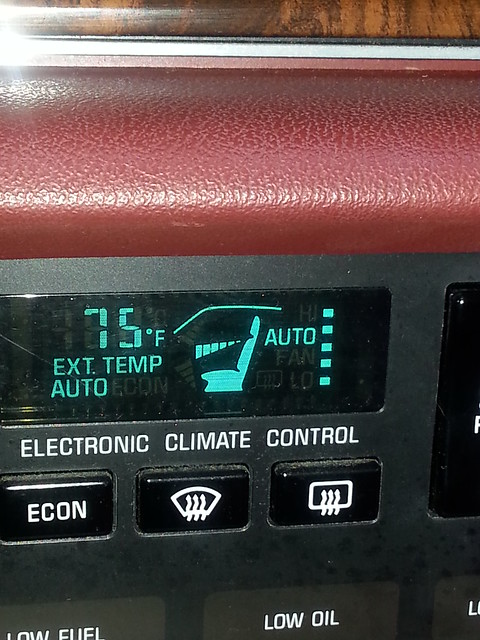 75°F
EXT. TEMP
AUTO ECON
HI
AUTO
FAN
LO
ELECTRONIC CLIMATE CONTROL
ECON
LOW FUEL
LOW OIL